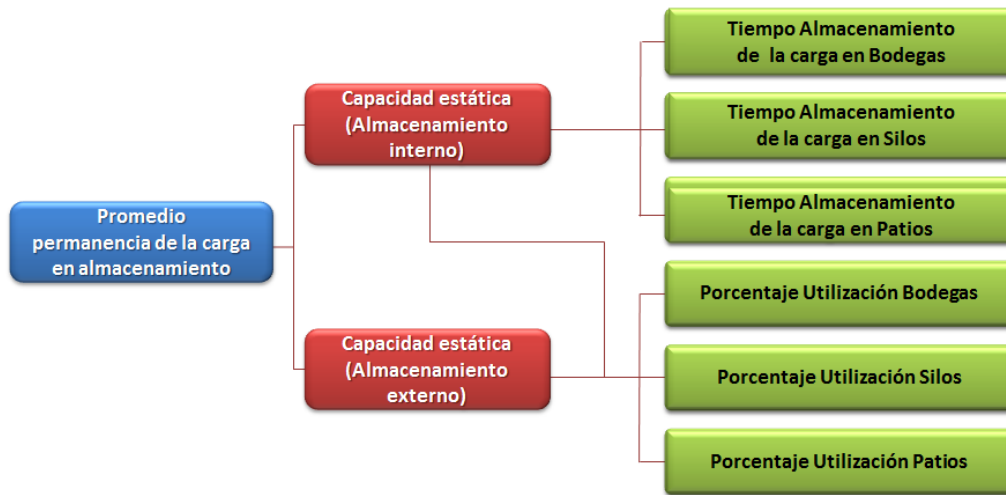 Promedio
permanencia de la carga
en almacenamiento
Capacidad estática
(Almacenamiento
interno)
Capacidad estática
(Almacenamiento
externo)
Tiempo Almacenamiento
de la carga en Bodegas
Tiempo Almacenamiento
de la carga en Silos
Tiempo Almacenamiento
de la carga en Patios
Porcentaje Utilización Bodegas
Porcentaje Utilización Silos
Porcentaje Utilización Patios